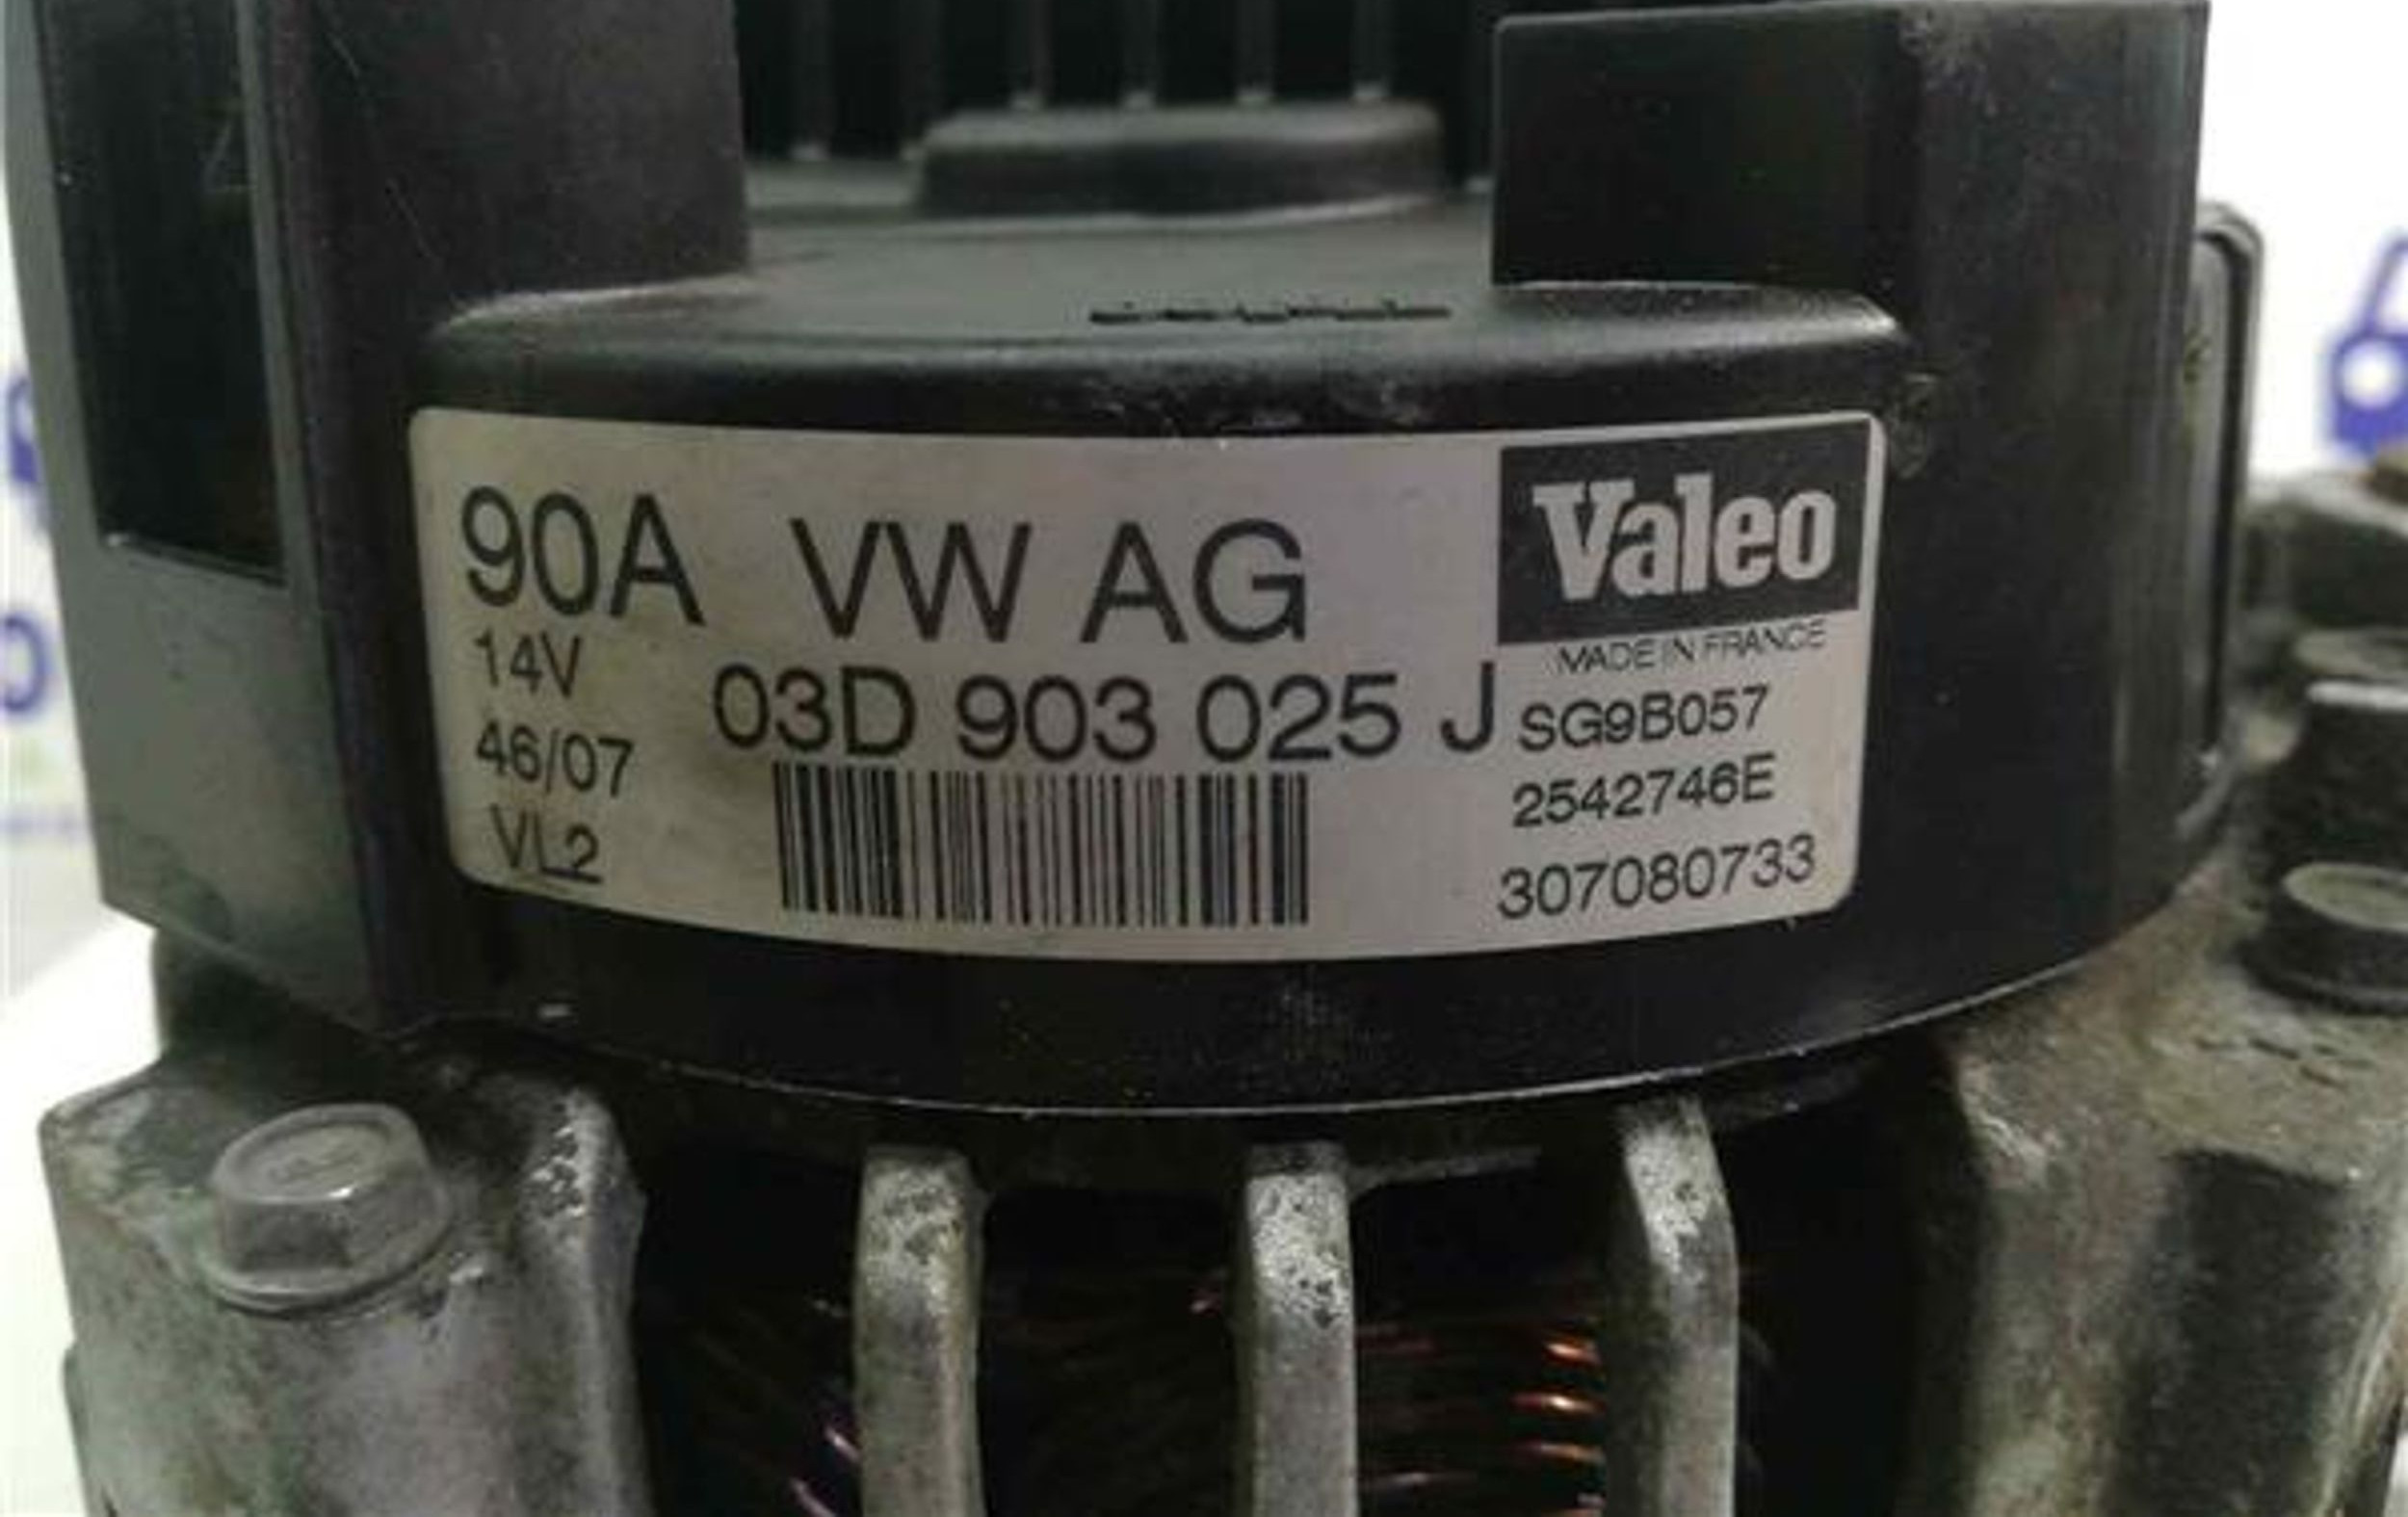 90A VW AG
14V
03D 903 025 J
46/07
VL2
Valeo
MADE IN FRANCE
SG9B057
2542746E
307080733